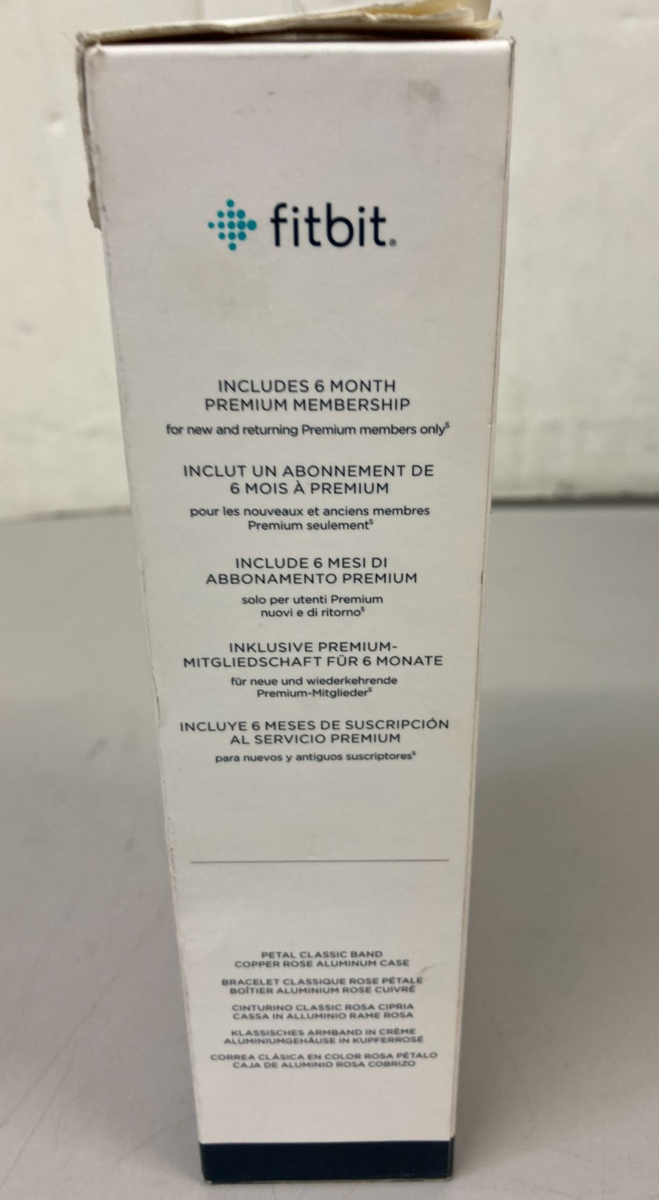 fitbit.
INCLUDES 6 MONTH
PREMIUM MEMBERSHIP
for new and returning Premium members only⁵
INCLUT UN ABONNEMENT DE
6 MOIS À PREMIUM
pour les nouveaux et anciens membres
Premium seulement⁵
INCLUDE 6 MESI DI
ABBONAMENTO PREMIUM
solo per utenti Premium
nuovi e di ritorno⁵
INKLUSIVE PREMIUM-
MITGLIEDSCHAFT FÜR 6 MONATE
für neue und wiederkehrende
Premium-Mitglieder⁵
INCLUYE 6 MESES DE SUSCRIPCIÓN
AL SERVICIO PREMIUM
para nuevos y antiguos suscriptores⁵
PETAL CLASSIC BAND
COPPER ROSE ALUMINUM CASE
BRACELET CLASSIQUE ROSE PÉTALE
BOÎTIER ALUMINIUM ROSE CUIVRÉ
CINTURINO CLASSIC ROSA CIPRIA
CASSA IN ALLUMINIO RAME ROSA
KLASSISCHES ARMBAND IN CRÈME
ALUMINIUMGEHÄUSE IN KUPFERROSÉ
CORREA CLÁSICA EN COLOR ROSA PÉTALO
CAJA DE ALUMINIO ROSA COBRIZO